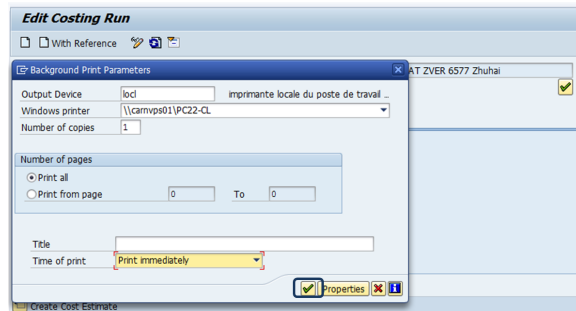 Edit Costing Run
With Reference
Background Print Parameters
AT ZVER 6577 Zhuhai
Output Device locl imprimante locale du poste de travail ...
Windows printer \\carnvps01\PC22-CL
Number of copies 1
Number of pages
Print all
Print from page 0 To 0
Title
Time of print Print immediately
Properties
Create Cost Estimate